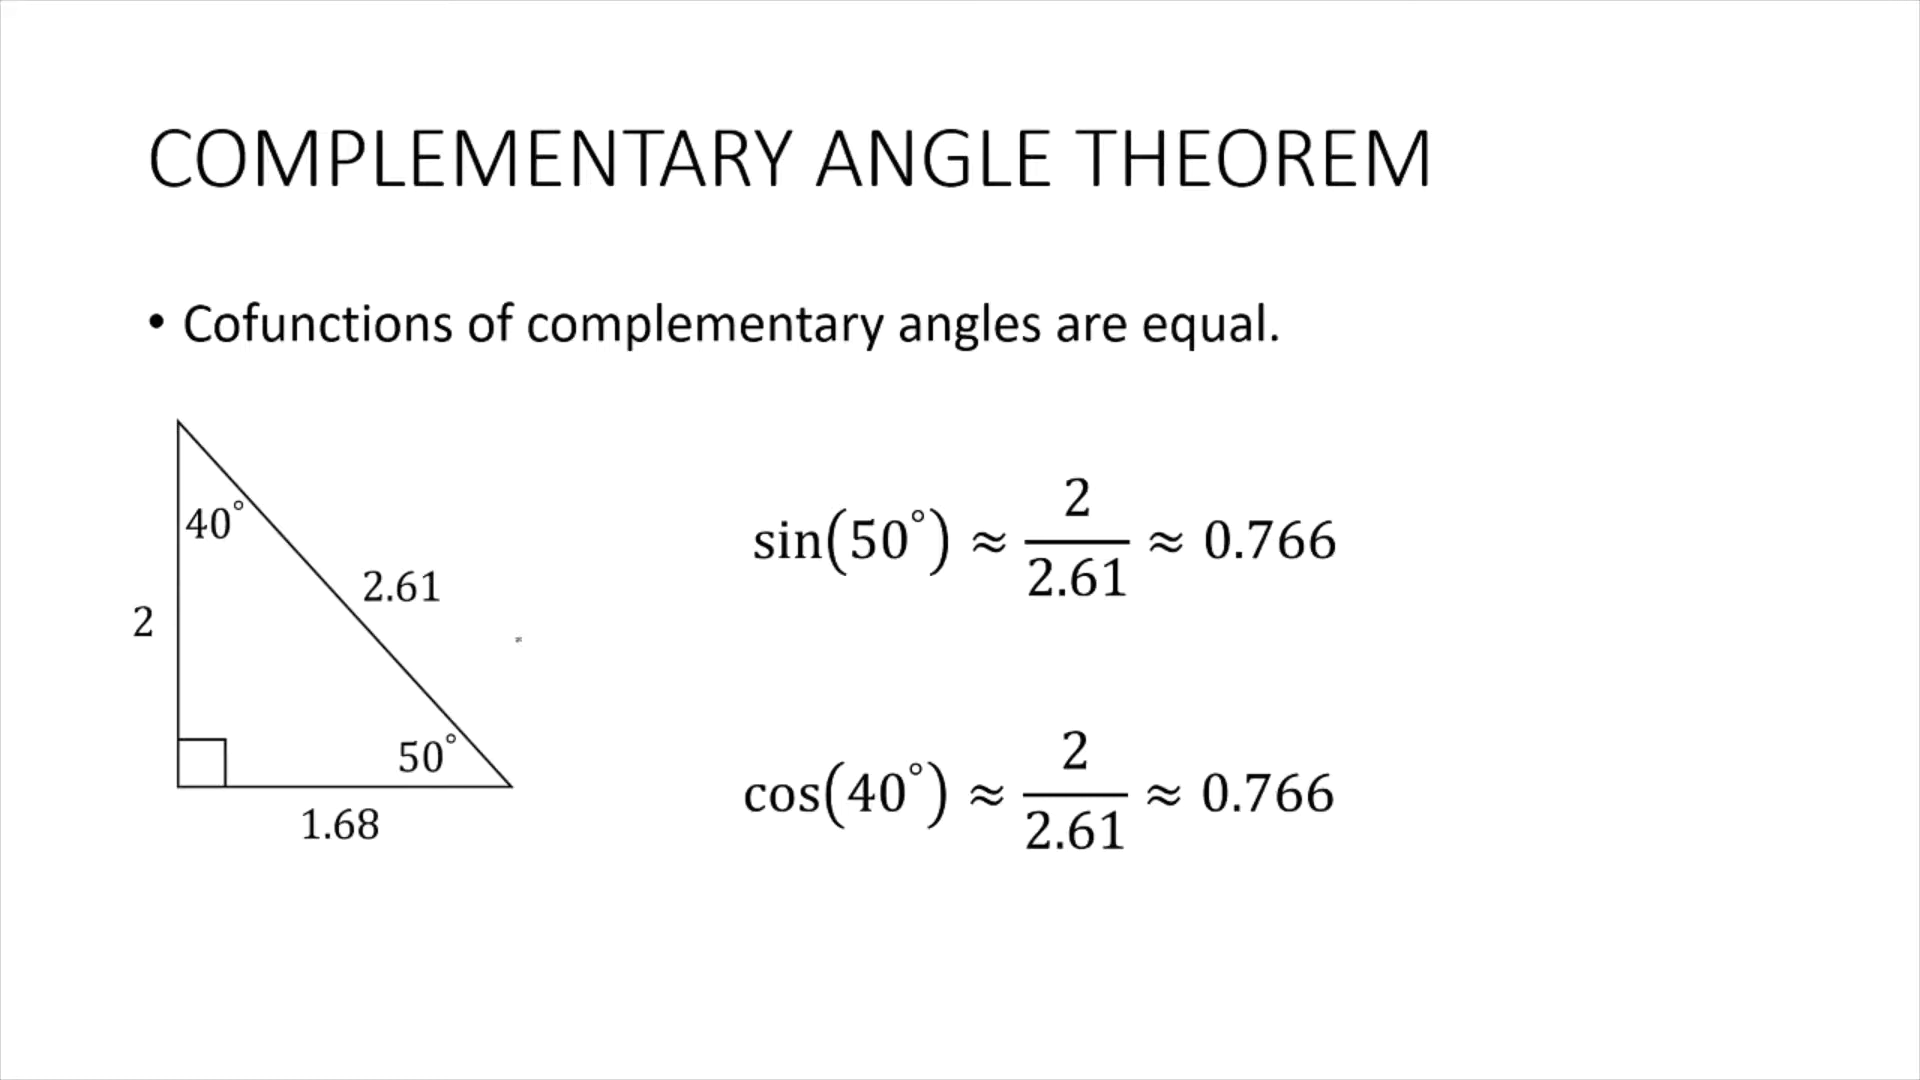 COMPLEMENTARY ANGLE THEOREM
• Cofunctions of complementary angles are equal.
40°
2.61
2
50°
1.68
sin(50°) ≈ 2/2.61 ≈ 0.766
cos(40°) ≈ 2/2.61 ≈ 0.766